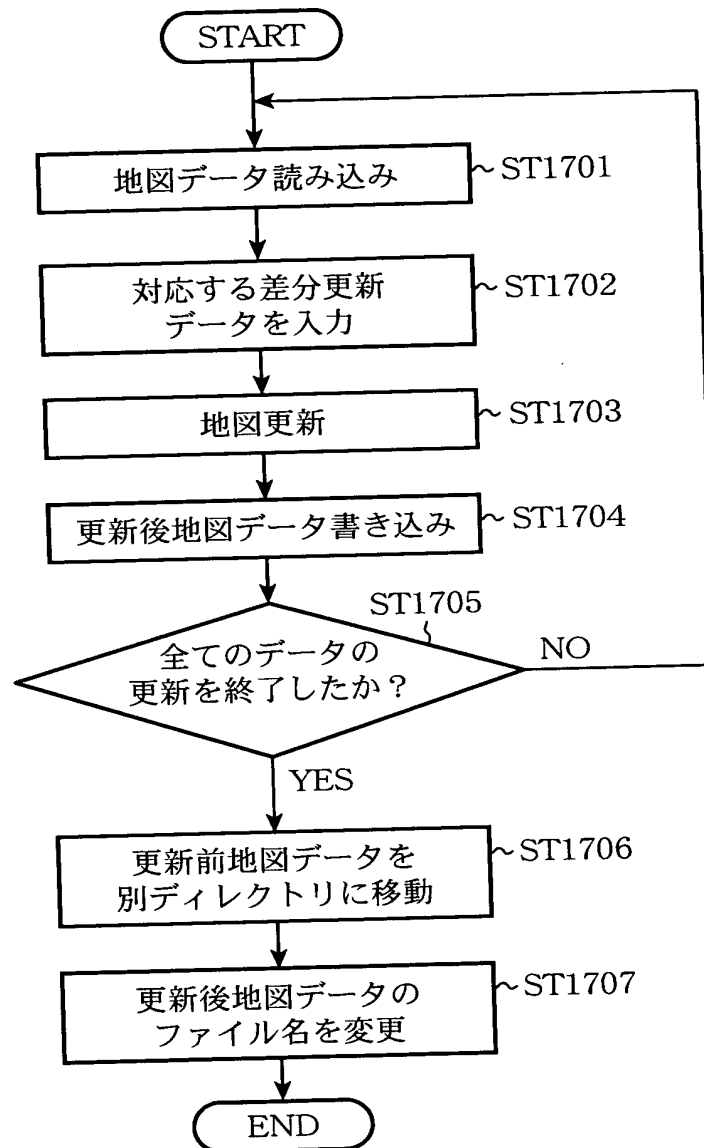 START
地図データ読み込み
~ST1701
対応する差分更新
データを入力
~ST1702
地図更新
~ST1703
更新後地図データ書き込み
~ST1704
ST1705
全てのデータの
更新を終了したか？
NO
YES
更新前地図データを
別ディレクトリに移動
~ST1706
更新後地図データの
ファイル名を変更
~ST1707
END